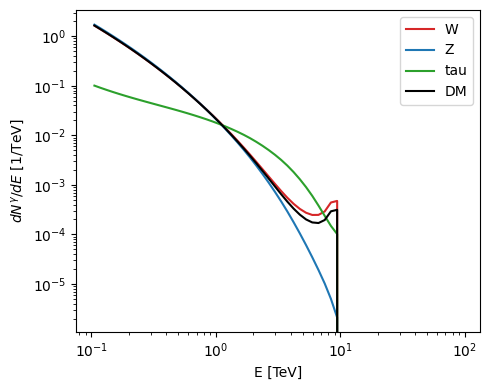 W
Z
tau
DM
10⁰
10⁻¹
10⁻²
10⁻³
10⁻⁴
10⁻⁵
dNᵞ/dE [1/TeV]
10⁻¹
10⁰
10¹
10²
E [TeV]